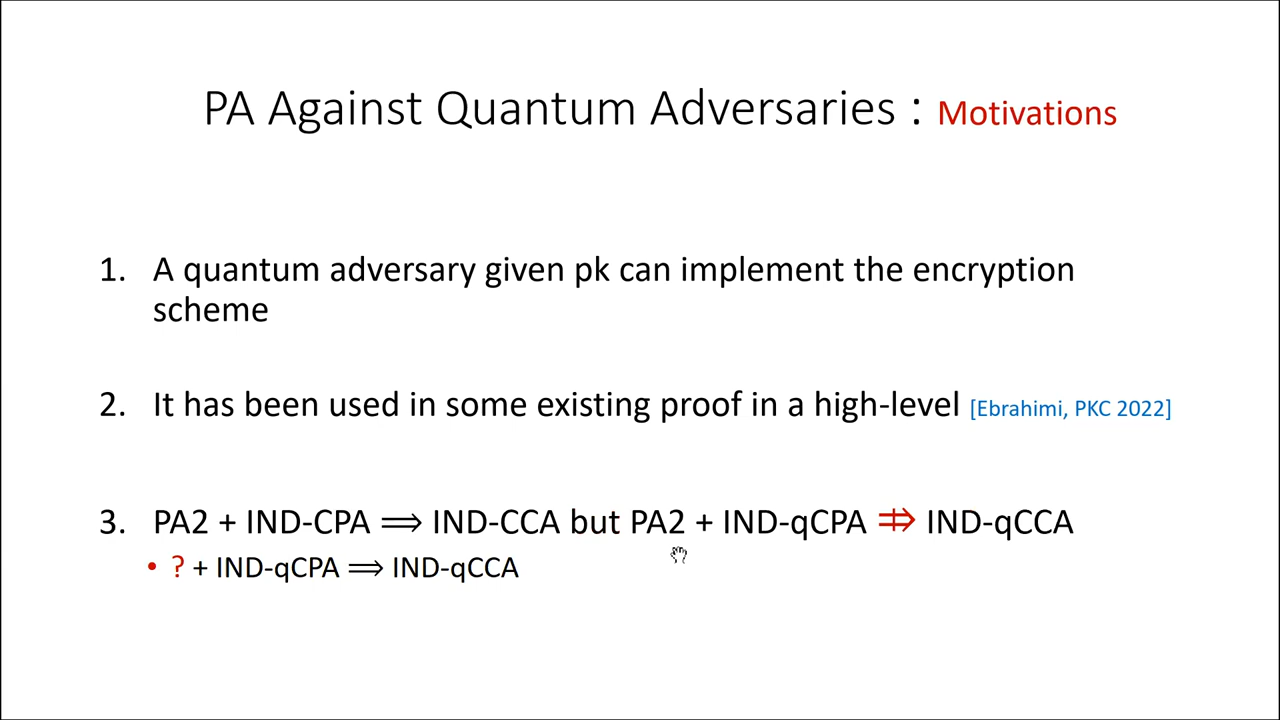 PA Against Quantum Adversaries : Motivations
1. A quantum adversary given pk can implement the encryption
scheme
2. It has been used in some existing proof in a high-level [Ebrahimi, PKC 2022]
3. PA2 + IND-CPA ⟹ IND-CCA but PA2 + IND-qCPA ⇏ IND-qCCA
• ? + IND-qCPA ⟹ IND-qCCA